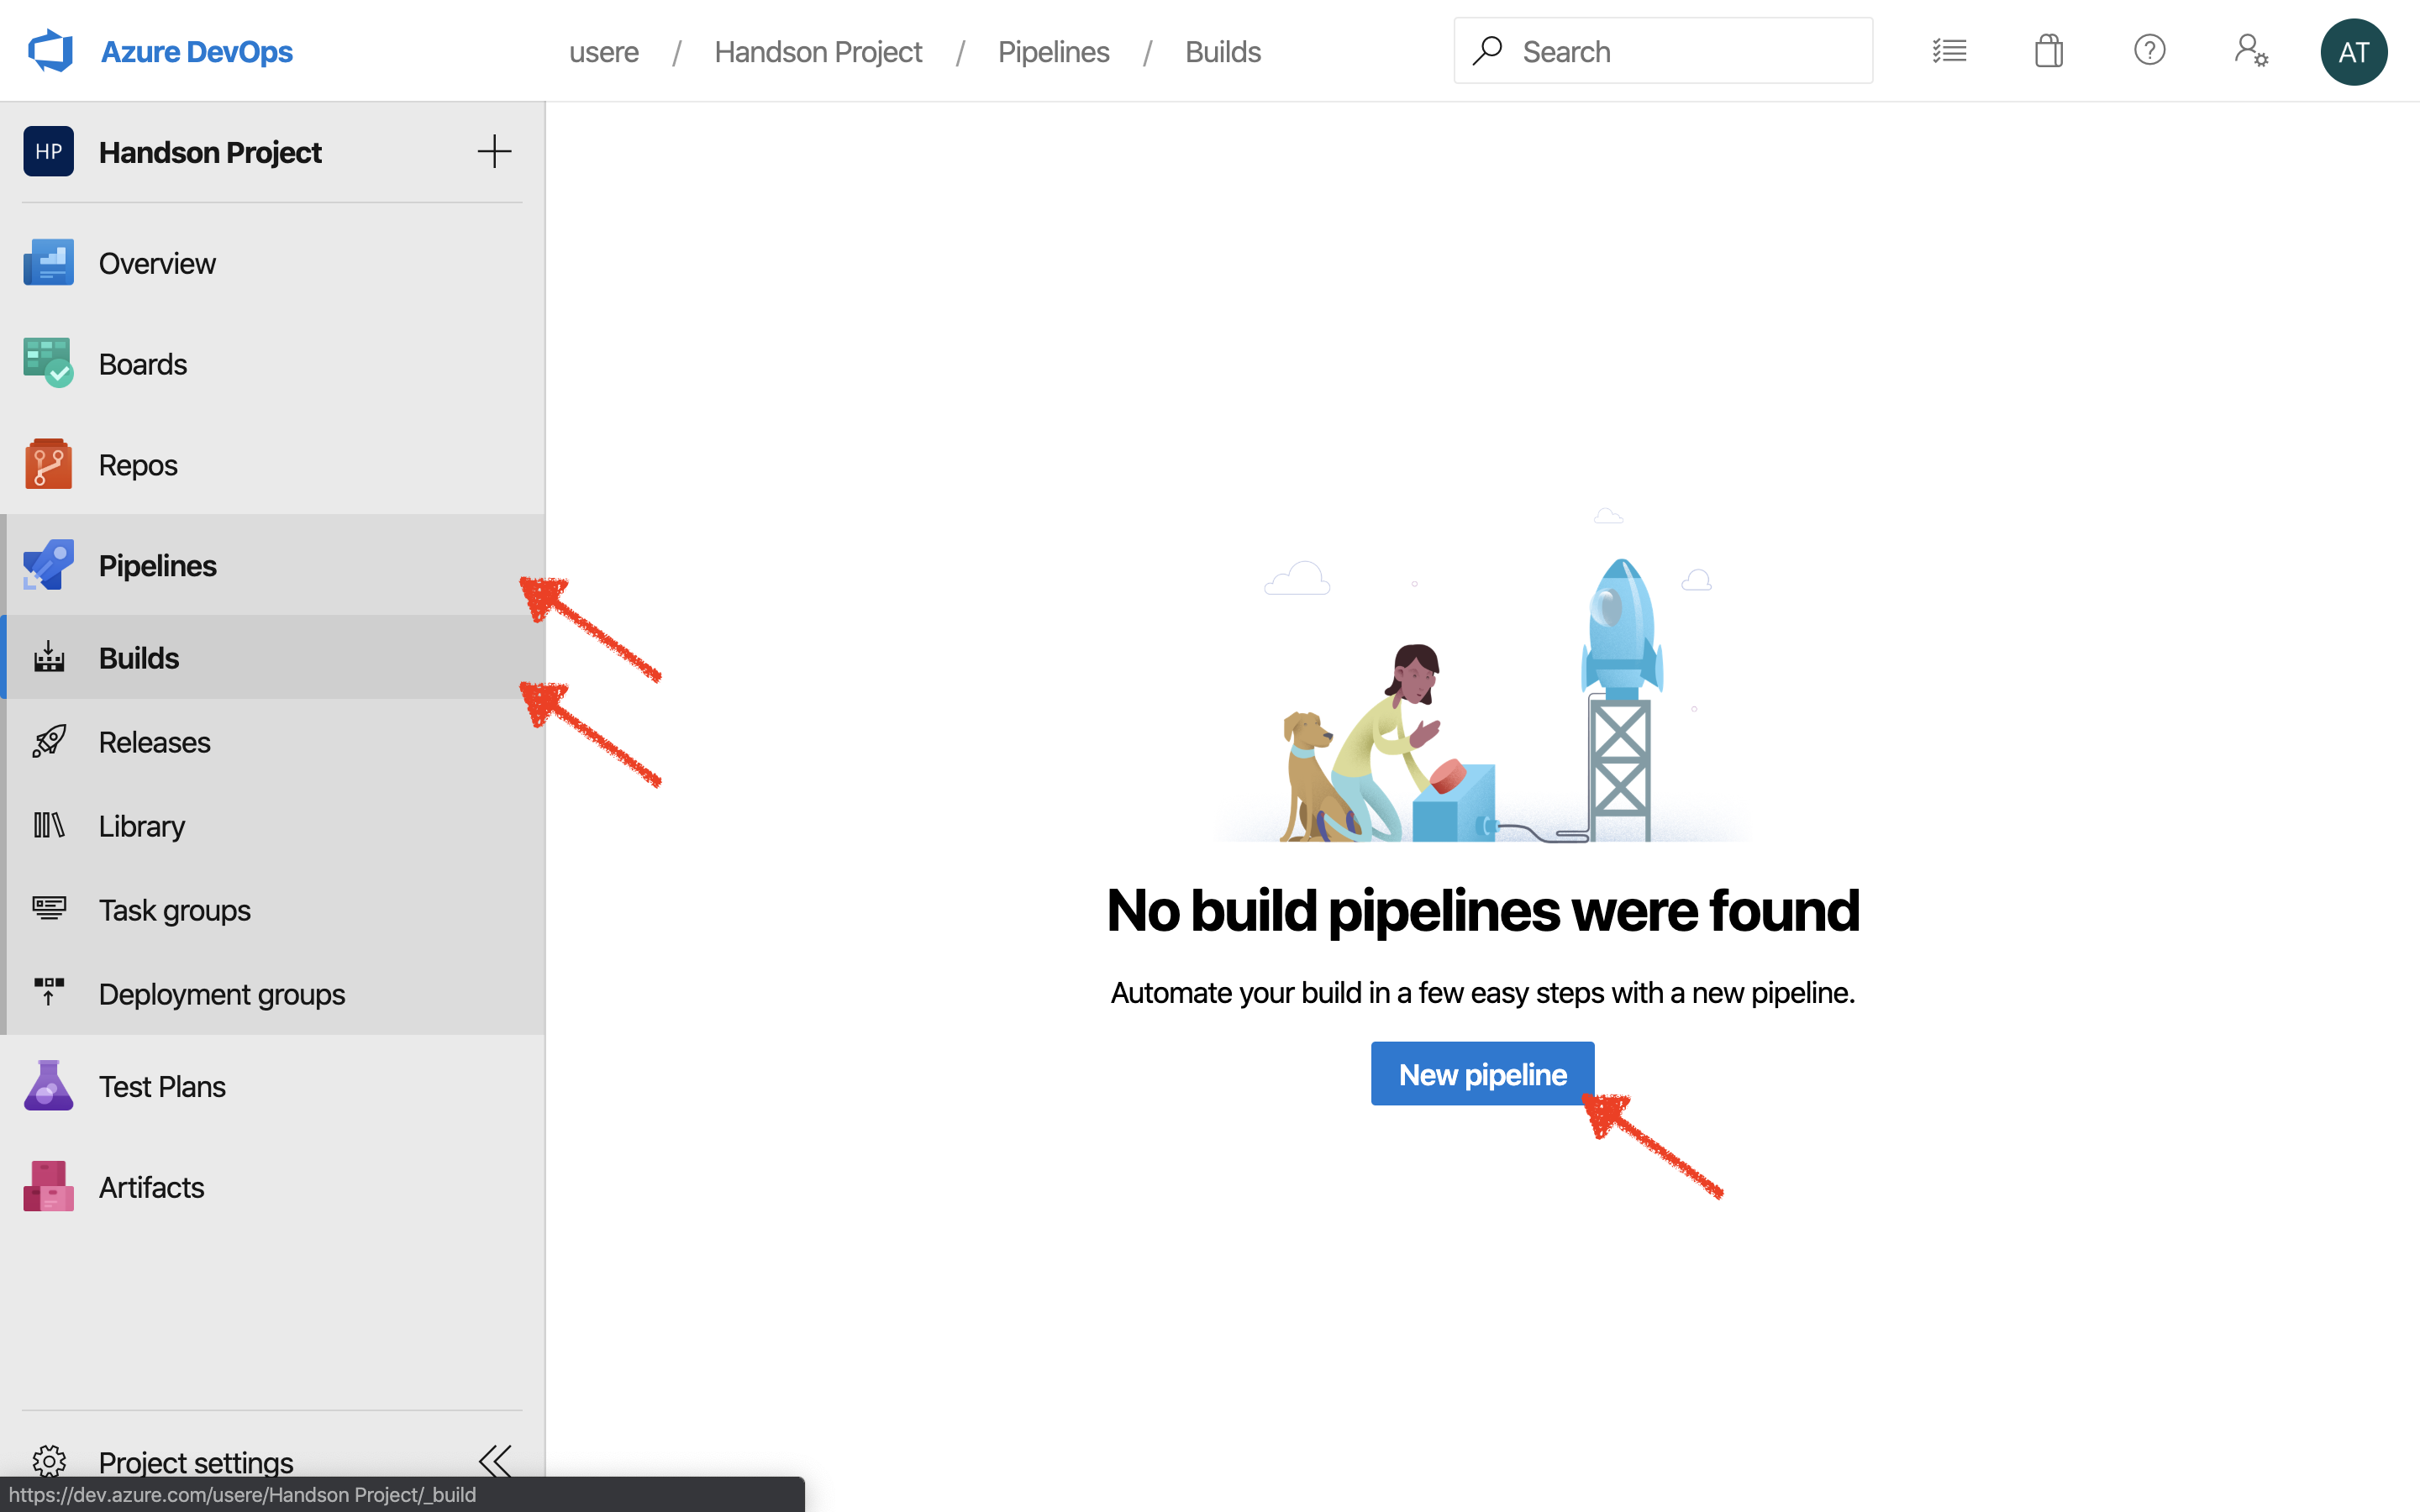 Azure DevOps
usere / Handson Project / Pipelines / Builds
Search
AT
HP Handson Project
Overview
Boards
Repos
Pipelines
Builds
Releases
Library
Task groups
Deployment groups
Test Plans
Artifacts
Project settings
https://dev.azure.com/usere/Handson Project/_build
No build pipelines were found
Automate your build in a few easy steps with a new pipeline.
New pipeline